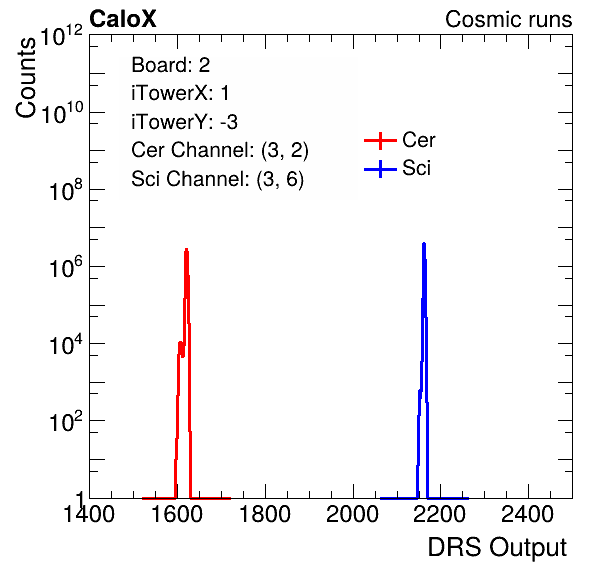 CaloX Cosmic runs
Counts
10^12
10^10
10^8
10^6
10^4
10^2
1
Board: 2
iTowerX: 1
iTowerY: -3
Cer Channel: (3, 2)
Sci Channel: (3, 6)
Cer
Sci
1400 1600 1800 2000 2200 2400
DRS Output